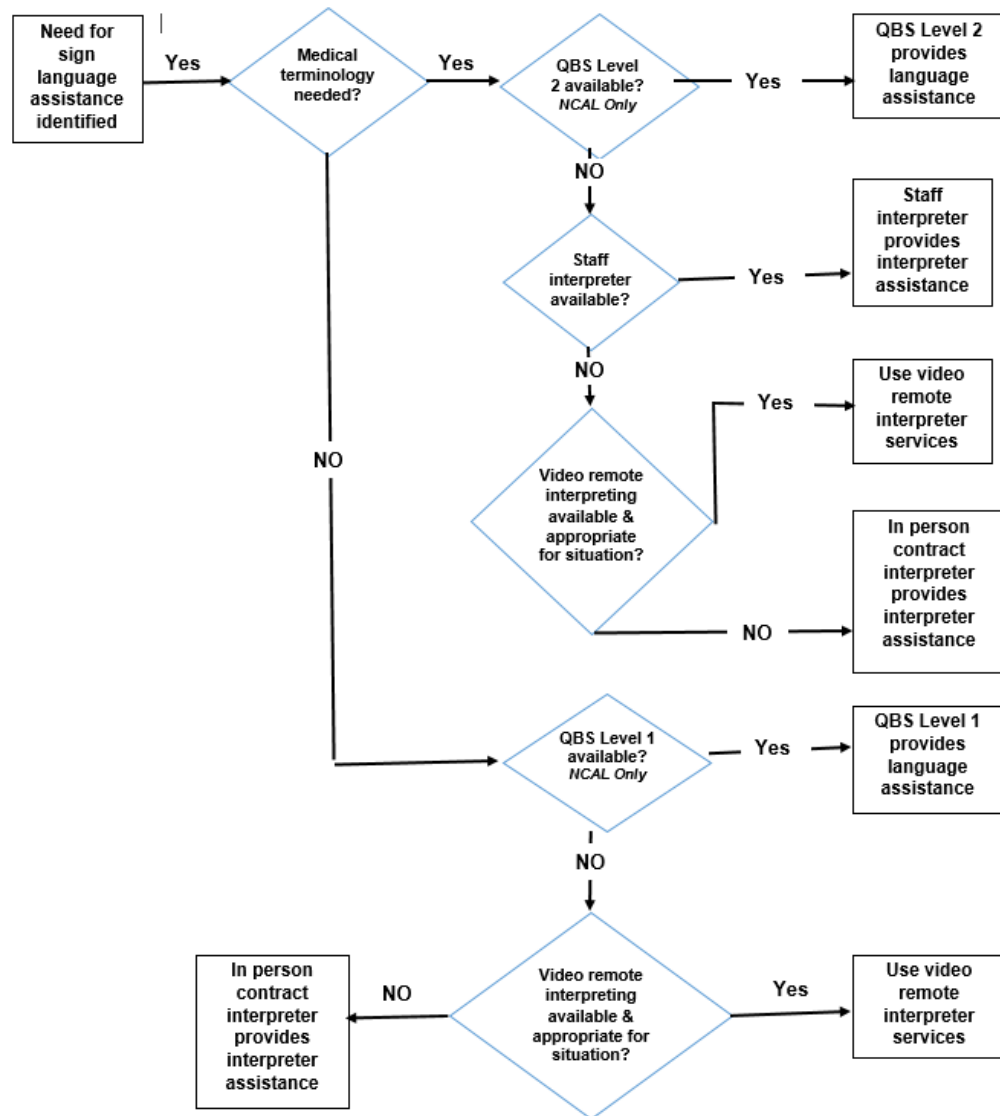 Need for
sign
language
assistance
identified
Yes
Medical
terminology
needed?
Yes
QBS Level
2 available?
NCAL Only
Yes
QBS Level 2
provides
language
assistance
NO
Staff
interpreter
available?
Yes
Staff
interpreter
provides
interpreter
assistance
NO
Video remote
interpreting
available &
appropriate
for situation?
Yes
Use video
remote
interpreter
services
NO
In person
contract
interpreter
provides
interpreter
assistance
NO
QBS Level 1
available?
NCAL Only
Yes
QBS Level 1
provides
language
assistance
NO
Video remote
interpreting
available &
appropriate for
situation?
NO
In person
contract
interpreter
provides
interpreter
assistance
Yes
Use video
remote
interpreter
services